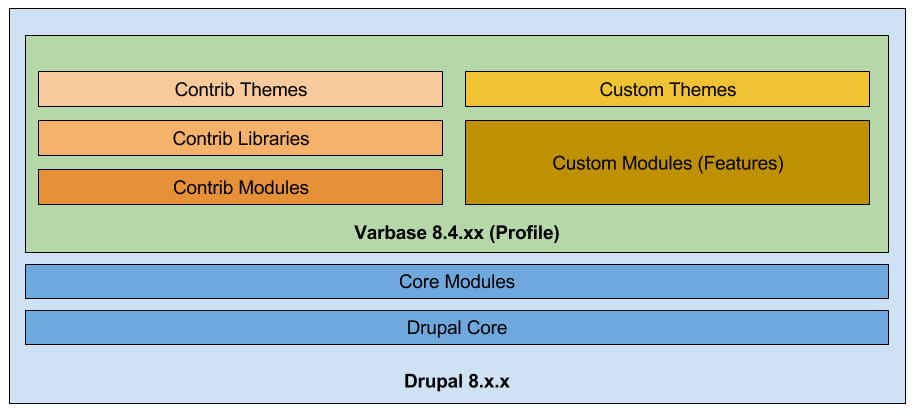 Contrib Themes
Custom Themes
Contrib Libraries
Custom Modules (Features)
Contrib Modules
Varbase 8.4.xx (Profile)
Core Modules
Drupal Core
Drupal 8.x.x